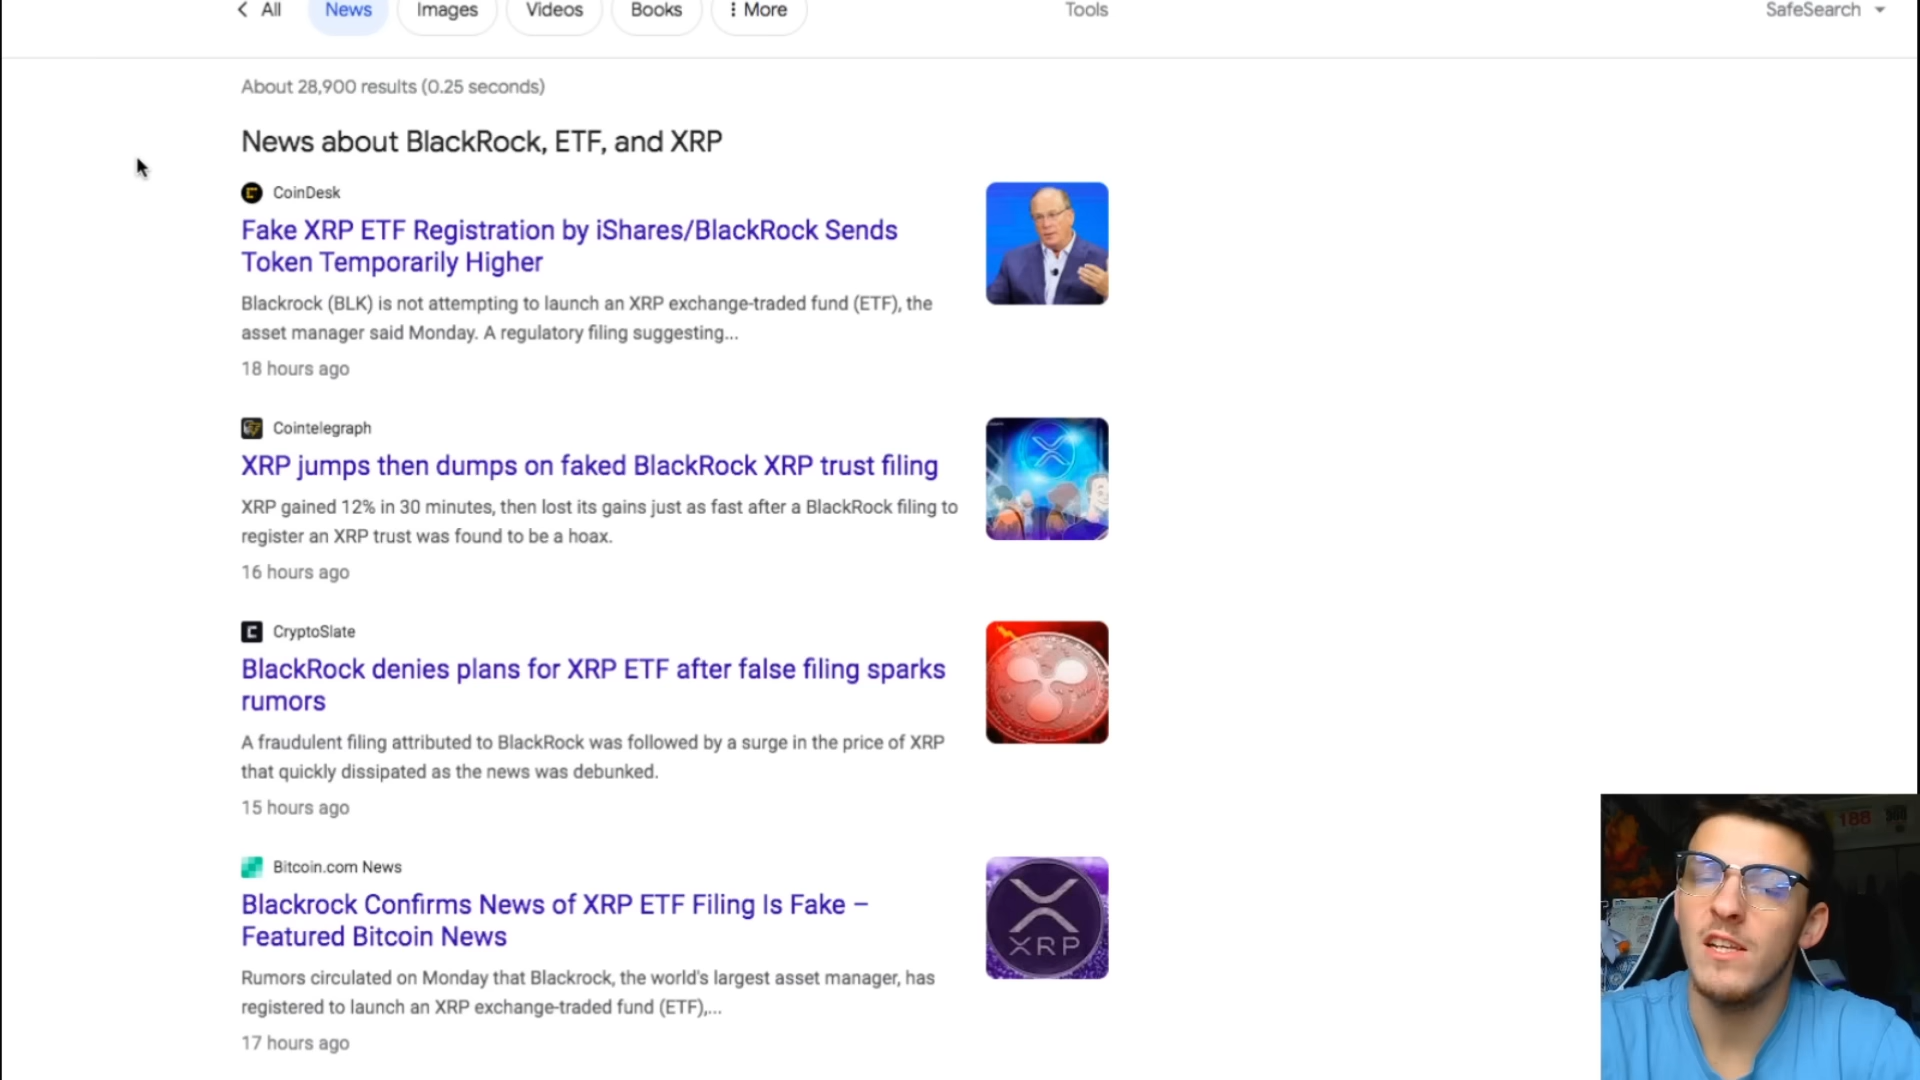 All News Images Videos Books More Tools SafeSearch
About 28,900 results (0.25 seconds)
News about BlackRock, ETF, and XRP
CoinDesk
Fake XRP ETF Registration by iShares/BlackRock Sends
Token Temporarily Higher
Blackrock (BLK) is not attempting to launch an XRP exchange-traded fund (ETF), the
asset manager said Monday. A regulatory filing suggesting...
18 hours ago
Cointelegraph
XRP jumps then dumps on faked BlackRock XRP trust filing
XRP gained 12% in 30 minutes, then lost its gains just as fast after a BlackRock filing to
register an XRP trust was found to be a hoax.
16 hours ago
CryptoSlate
BlackRock denies plans for XRP ETF after false filing sparks
rumors
A fraudulent filing attributed to BlackRock was followed by a surge in the price of XRP
that quickly dissipated as the news was debunked.
15 hours ago
Bitcoin.com News
Blackrock Confirms News of XRP ETF Filing Is Fake –
Featured Bitcoin News
Rumors circulated on Monday that Blackrock, the world's largest asset manager, has
registered to launch an XRP exchange-traded fund (ETF),...
17 hours ago
XRP
188